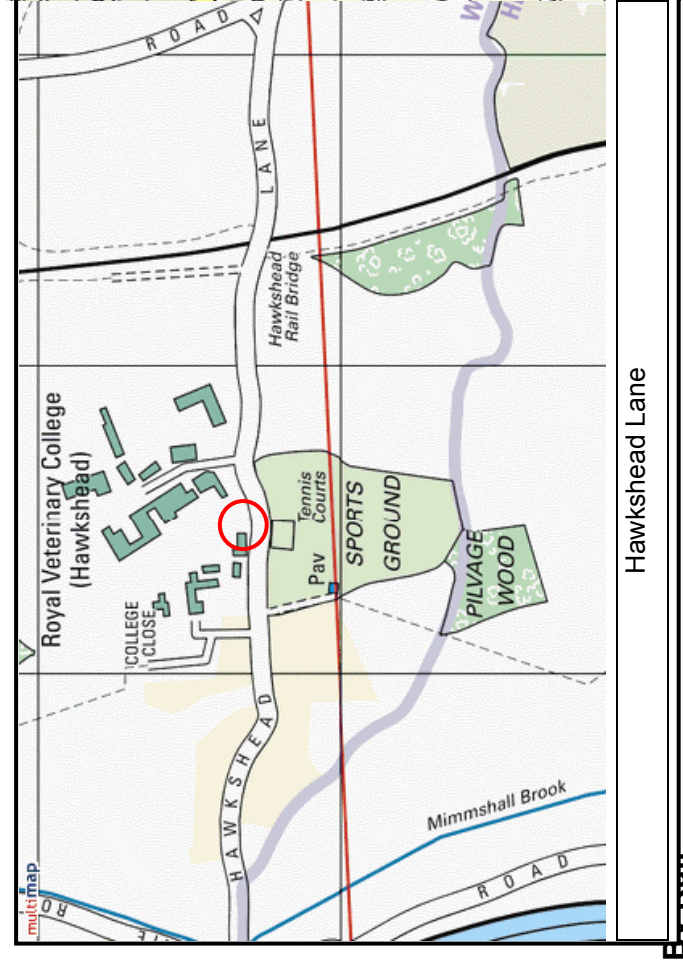 multimap
Royal Veterinary College
(Hawkshead)
COLLEGE
CLOSE
HAWKSHEAD
LANE
ROAD
Hawkshead
Rail Bridge
Tennis
Courts
Pav
SPORTS
GROUND
PILVAGE
WOOD
Mimmshall Brook
ROAD
RO
Hawkshead Lane